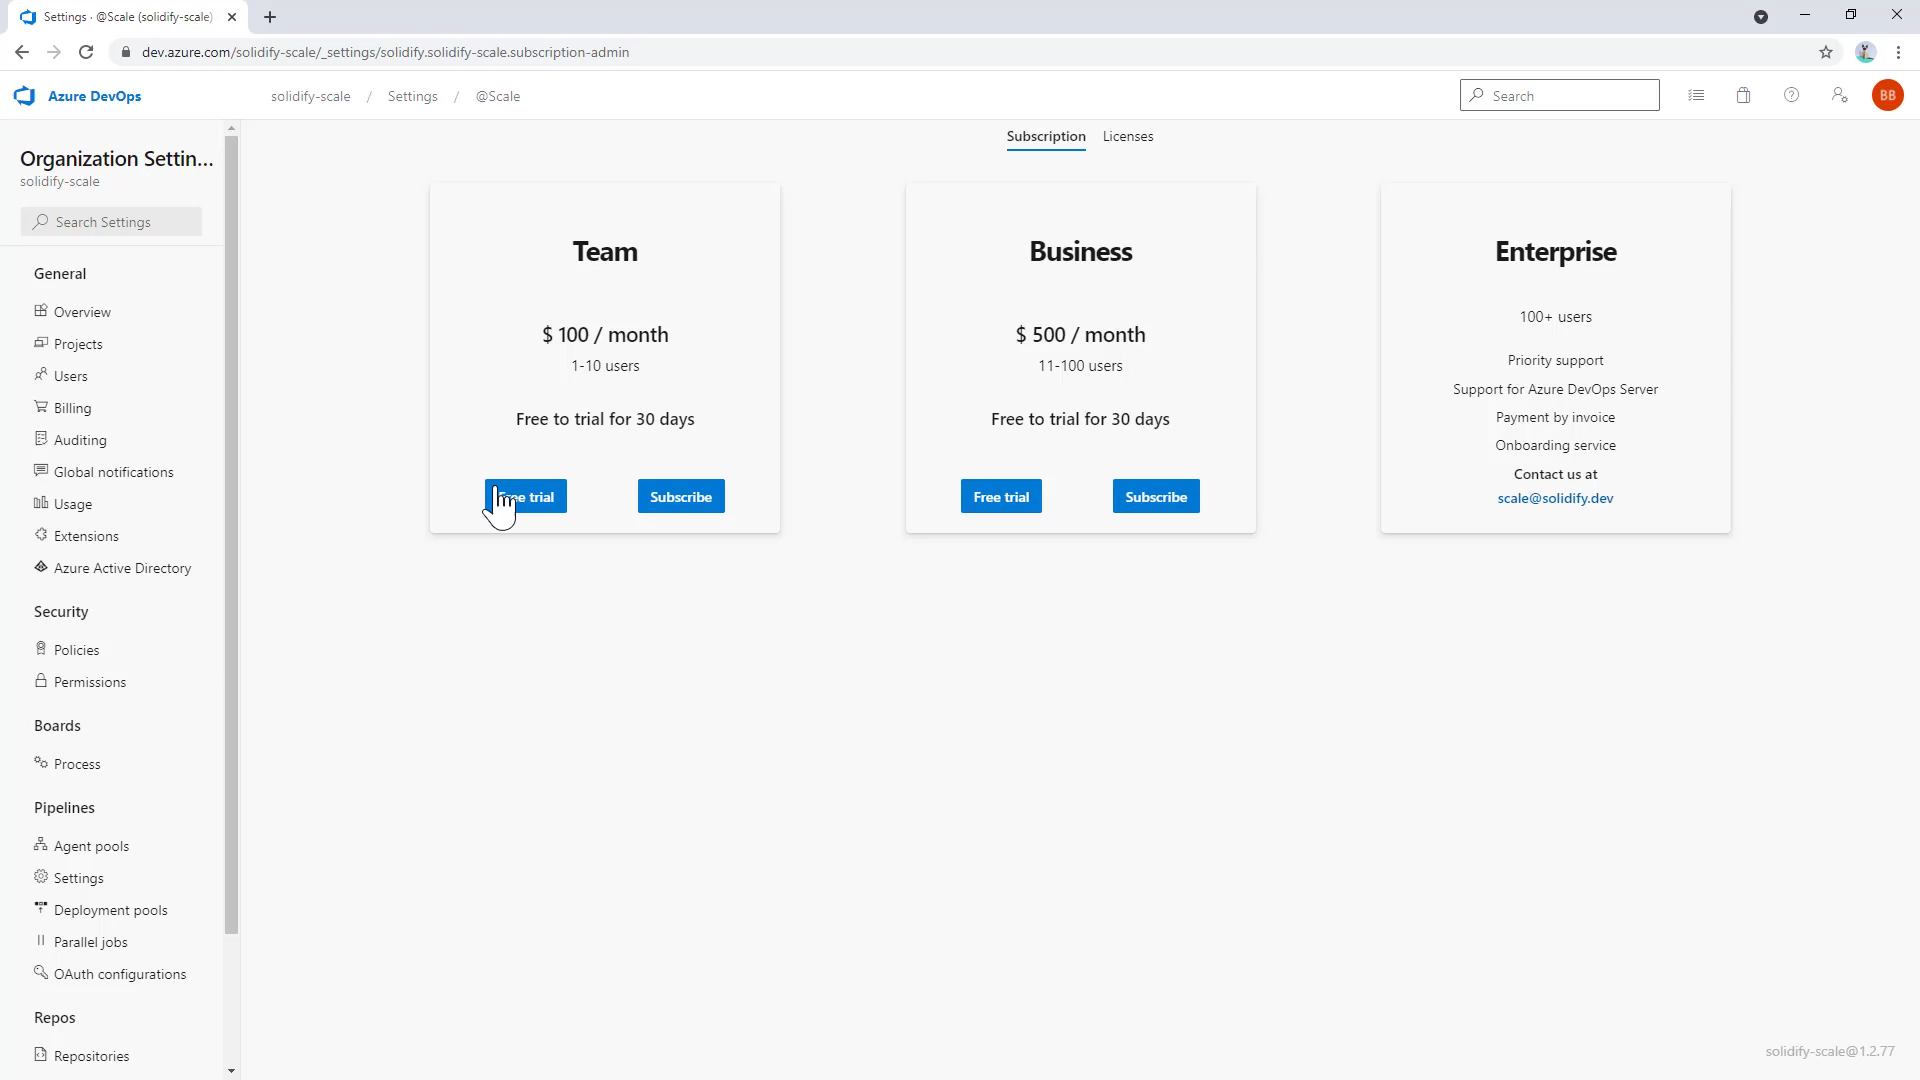 Settings · @Scale (solidify-scale)
dev.azure.com/solidify-scale/_settings/solidify.solidify-scale.subscription-admin
Azure DevOps
solidify-scale / Settings / @Scale
Search
BB
Organization Settin...
solidify-scale
Search Settings
General
Overview
Projects
Users
Billing
Auditing
Global notifications
Usage
Extensions
Azure Active Directory
Security
Policies
Permissions
Boards
Process
Pipelines
Agent pools
Settings
Deployment pools
Parallel jobs
OAuth configurations
Repos
Repositories
Subscription Licenses
Team
$ 100 / month
1-10 users
Free to trial for 30 days
trial Subscribe
Business
$ 500 / month
11-100 users
Free to trial for 30 days
Free trial Subscribe
Enterprise
100+ users
Priority support
Support for Azure DevOps Server
Payment by invoice
Onboarding service
Contact us at
scale@solidify.dev
solidify-scale@1.2.77